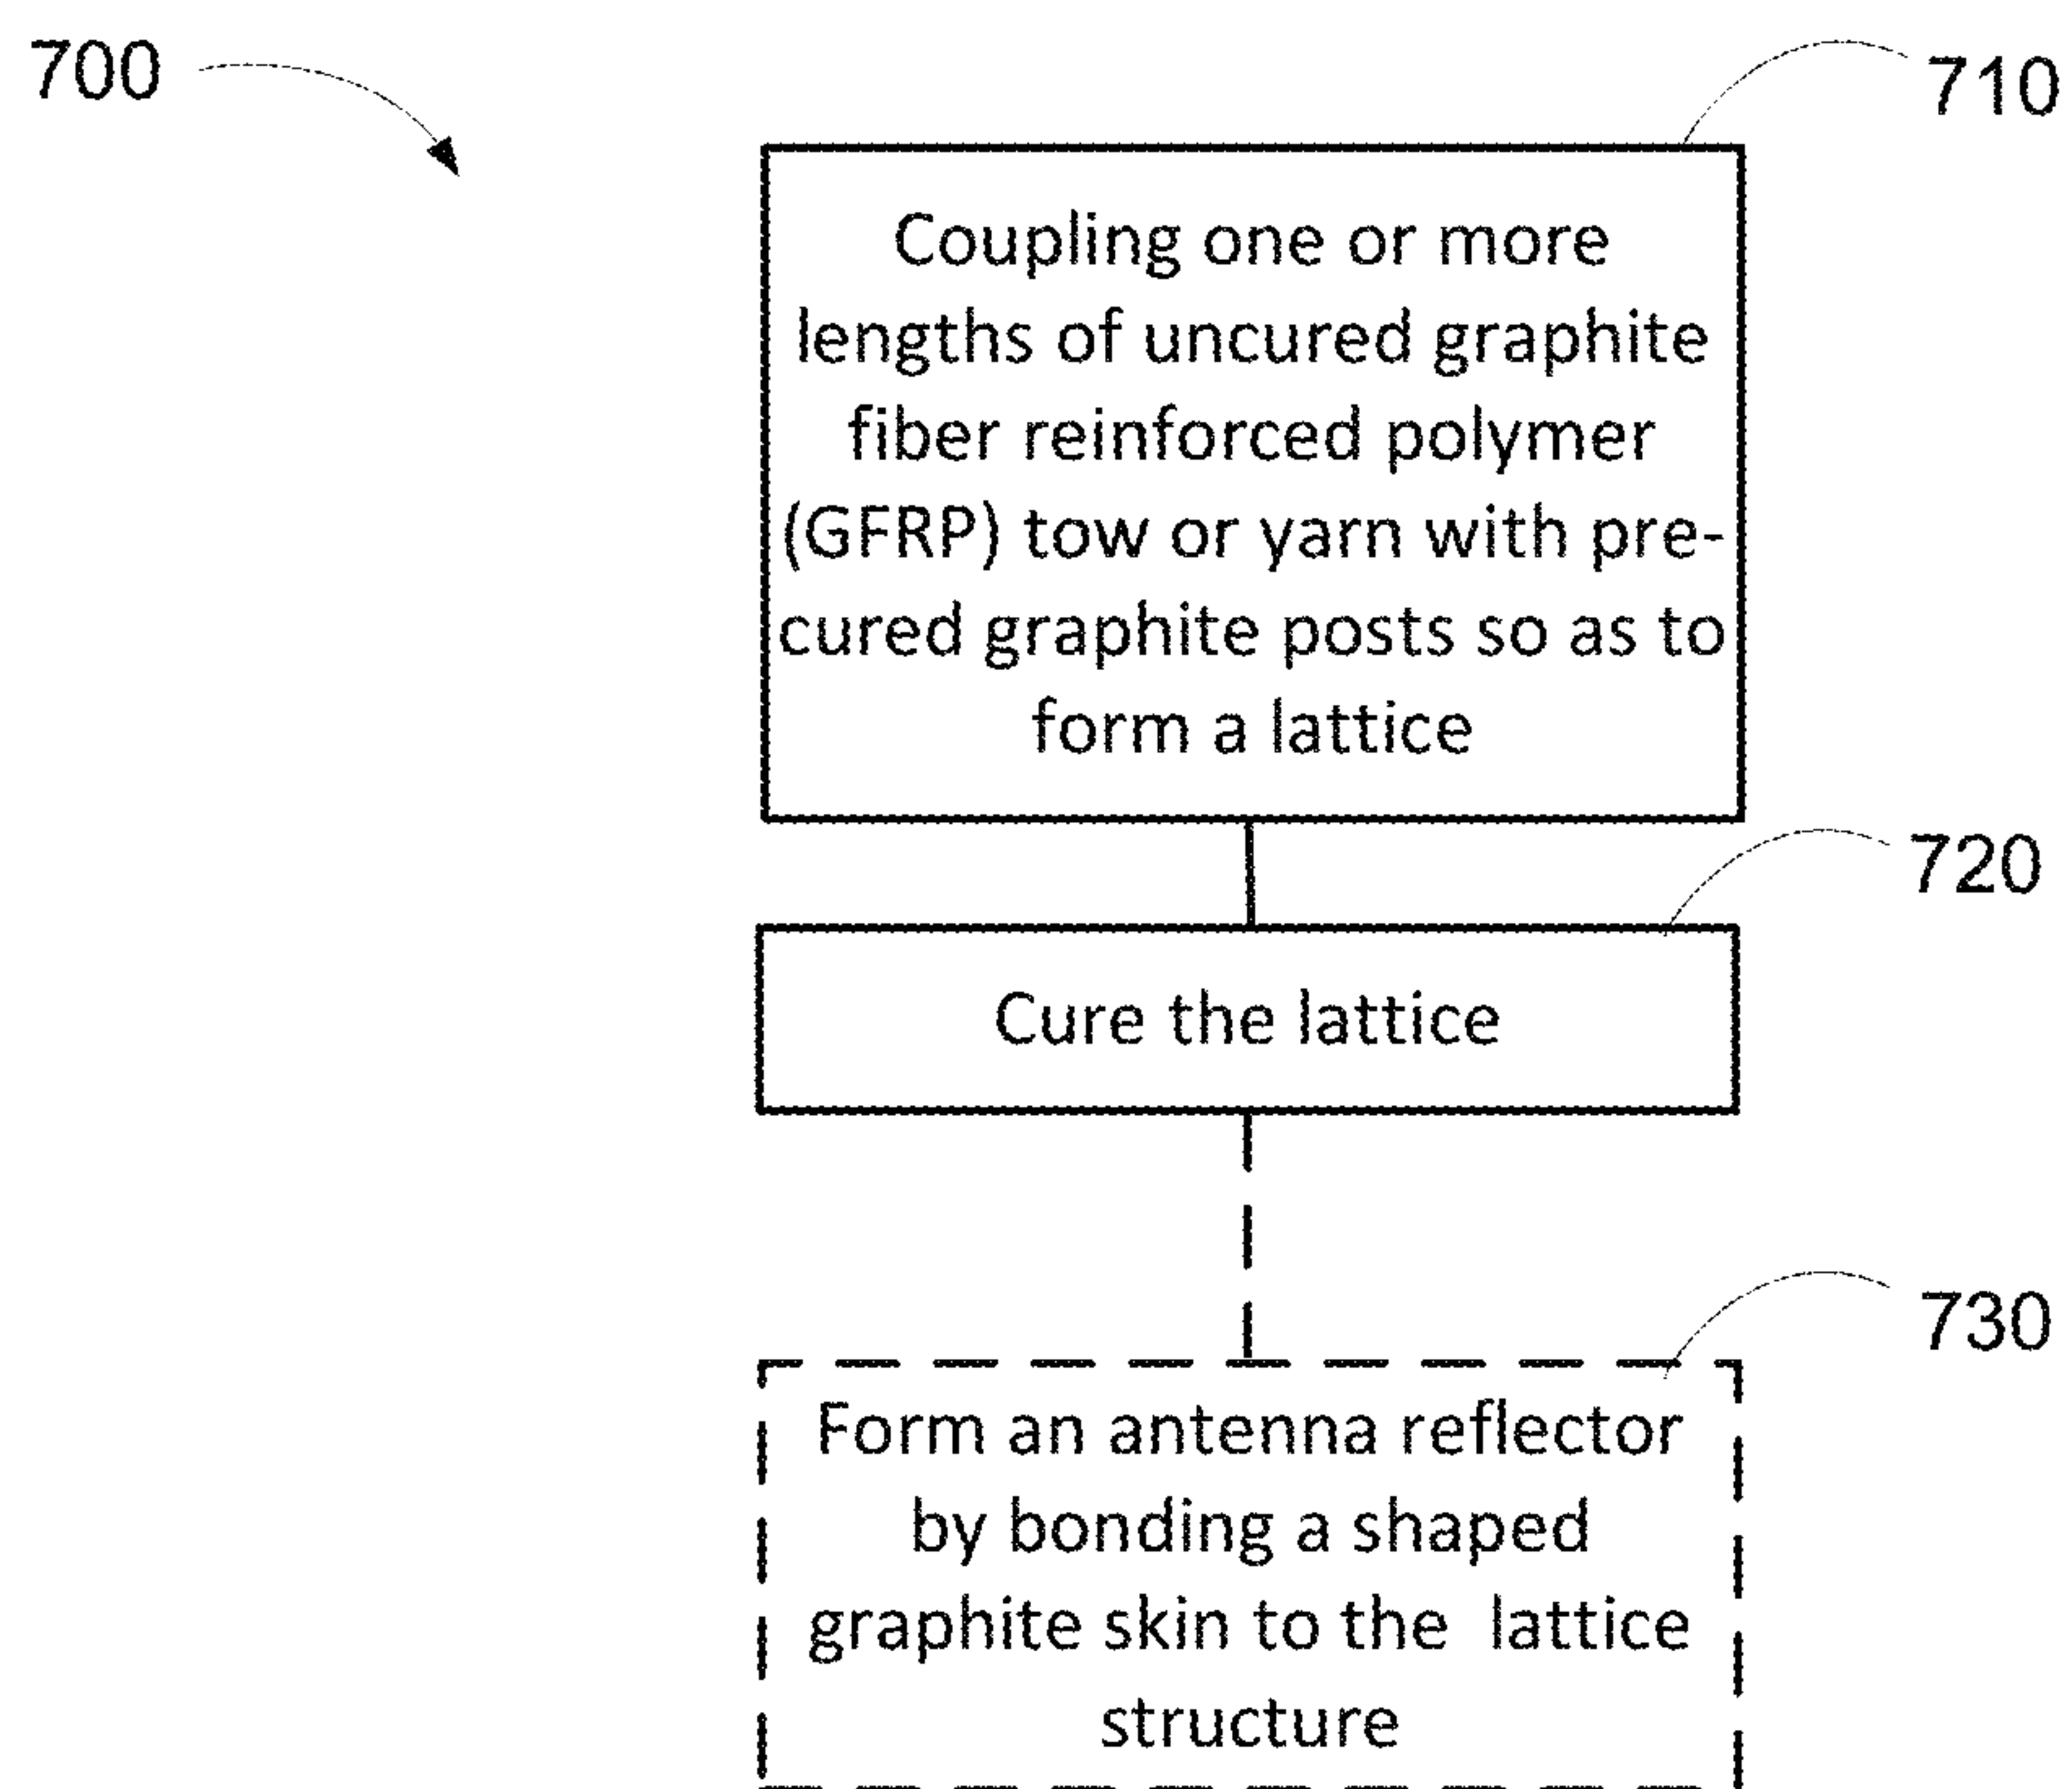 700
710
Coupling one or more
lengths of uncured graphite
fiber reinforced polymer
(GFRP) tow or yarn with pre-
cured graphite posts so as to
form a lattice
720
Cure the lattice
730
Form an antenna reflector
by bonding a shaped
graphite skin to the lattice
structure